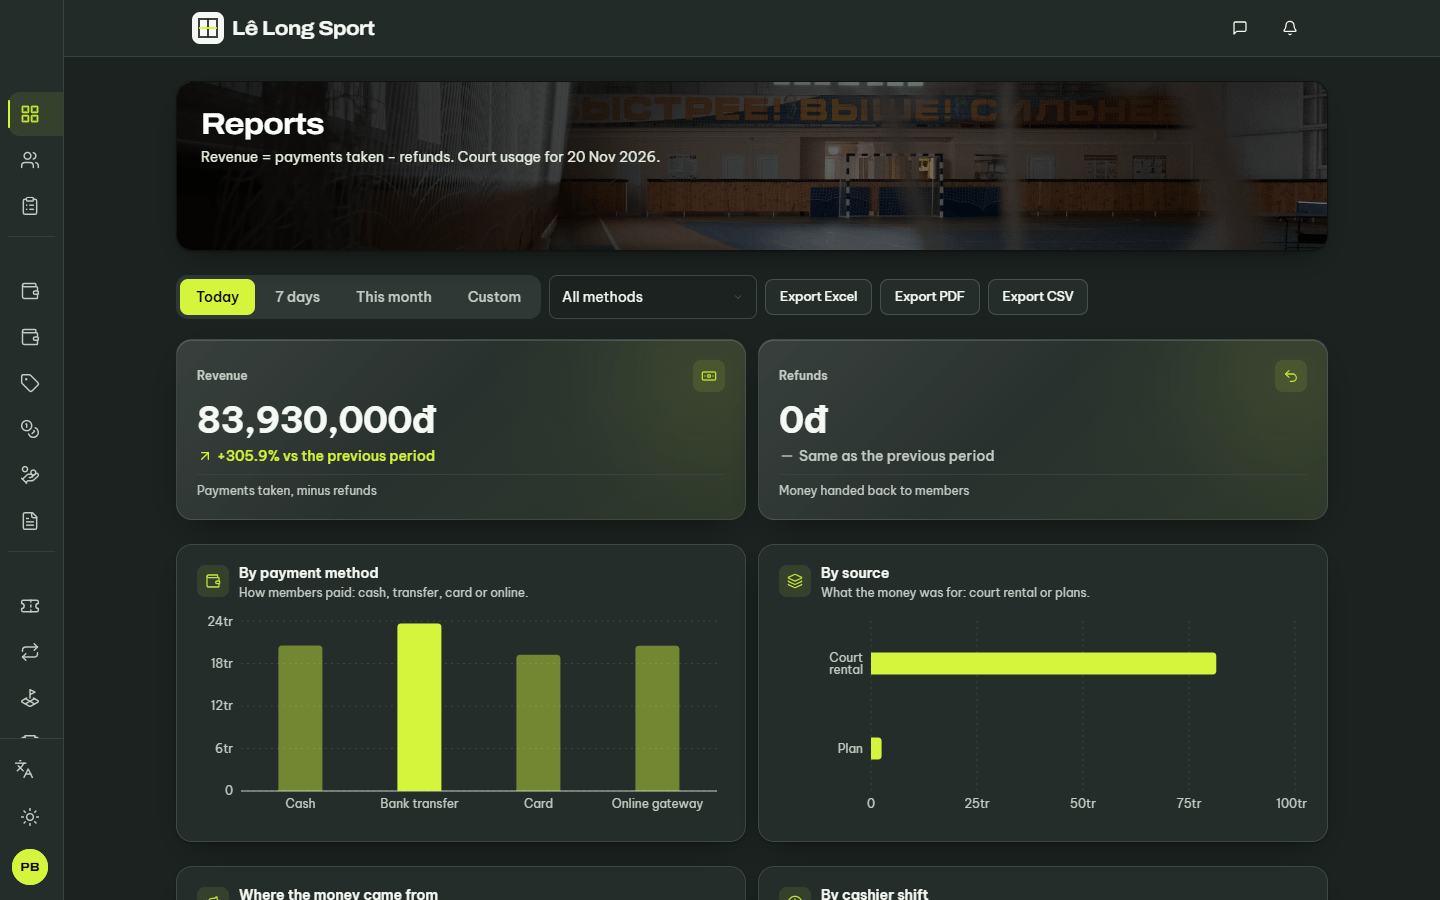 Lê Long Sport
БЫСТРЕЕ! ВЫШЕ! СИЛЬНЕЕ
Reports
Revenue = payments taken – refunds. Court usage for 20 Nov 2026.
Today
7 days
This month
Custom
All methods
Export Excel
Export PDF
Export CSV
Revenue
83,930,000đ
+305.9% vs the previous period
Payments taken, minus refunds
Refunds
0đ
Same as the previous period
Money handed back to members
By payment method
How members paid: cash, transfer, card or online.
24tr
18tr
12tr
6tr
0
Cash
Bank transfer
Card
Online gateway
By source
What the money was for: court rental or plans.
Court
rental
Plan
0
25tr
50tr
75tr
100tr
PB
Where the money came from
By cashier shift